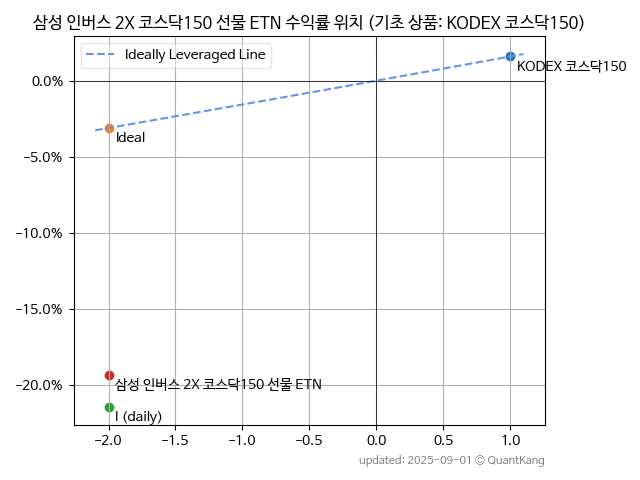 삼성 인버스 2X 코스닥150 선물 ETN 수익률 위치 (기초 상품: KODEX 코스닥150)
Ideally Leveraged Line
0.0%
−5.0%
−10.0%
−15.0%
−20.0%
KODEX 코스닥150
Ideal
삼성 인버스 2X 코스닥150 선물 ETN
I (daily)
−2.0 −1.5 −1.0 −0.5 0.0 0.5 1.0
updated: 2025-09-01 © QuantKang